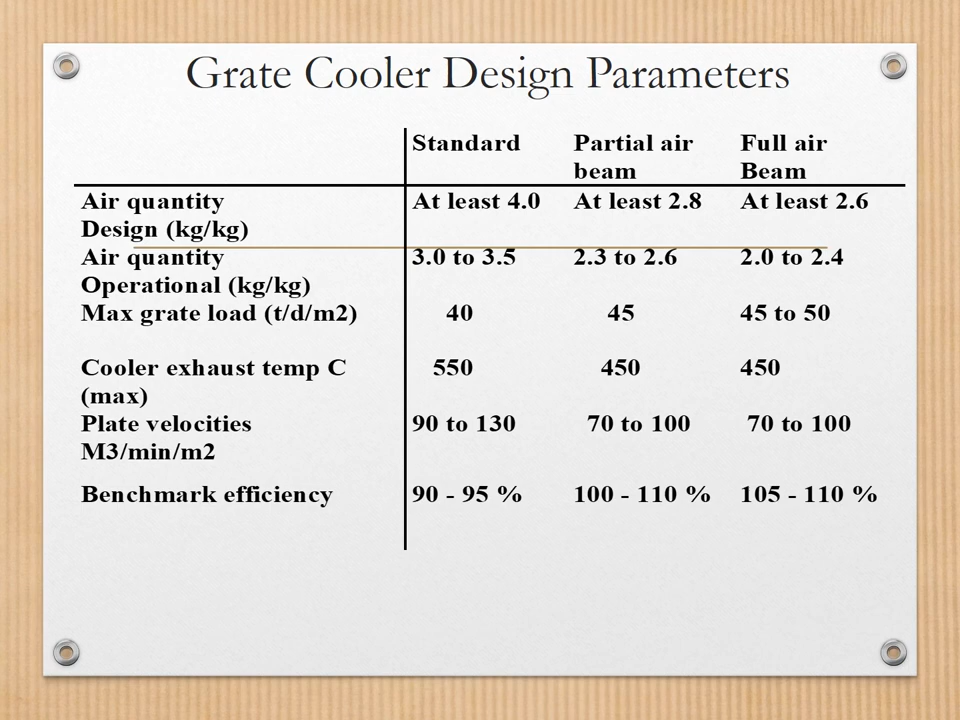 Grate Cooler Design Parameters
Standard Partial air beam Full air Beam
Air quantity Design (kg/kg) At least 4.0 At least 2.8 At least 2.6
Air quantity Operational (kg/kg) 3.0 to 3.5 2.3 to 2.6 2.0 to 2.4
Max grate load (t/d/m2) 40 45 45 to 50
Cooler exhaust temp C (max) 550 450 450
Plate velocities M3/min/m2 90 to 130 70 to 100 70 to 100
Benchmark efficiency 90 - 95 % 100 - 110 % 105 - 110 %